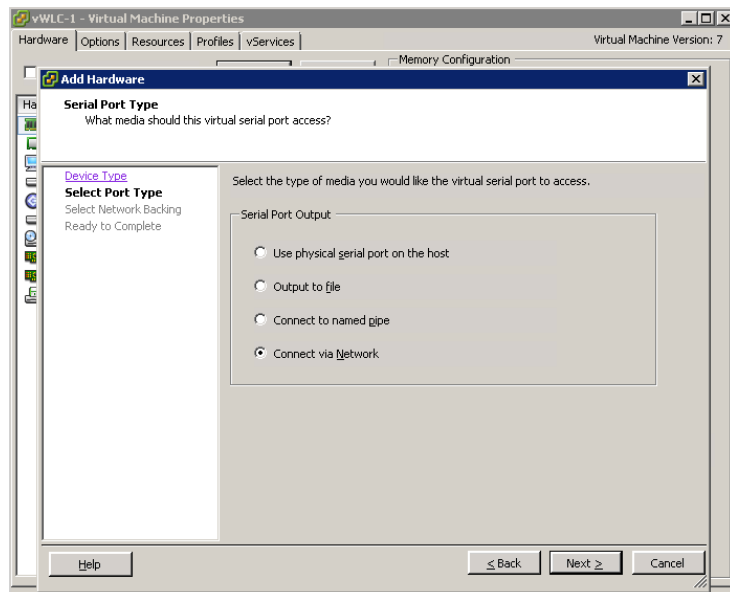 vWLC-1 - Virtual Machine Properties
Hardware Options Resources Profiles vServices Virtual Machine Version: 7
Memory Configuration
Add Hardware
Ha
Serial Port Type
What media should this virtual serial port access?
Device Type
Select Port Type
Select Network Backing
Ready to Complete
Select the type of media you would like the virtual serial port to access.
Serial Port Output
Use physical serial port on the host
Output to file
Connect to named pipe
Connect via Network
Help
< Back
Next >
Cancel